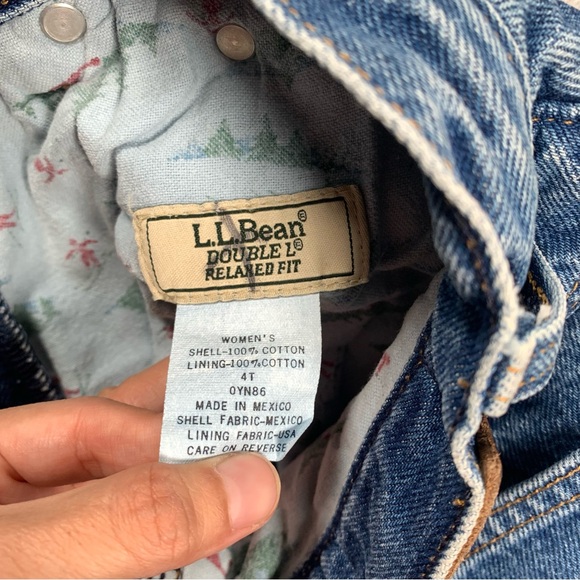 L.L.Bean®
DOUBLE L®
RELAXED FIT
WOMEN'S
SHELL-100% COTTON
LINING-100% COTTON
4T
0YN86
MADE IN MEXICO
SHELL FABRIC-MEXICO
LINING FABRIC-USA
CARE ON REVERSE